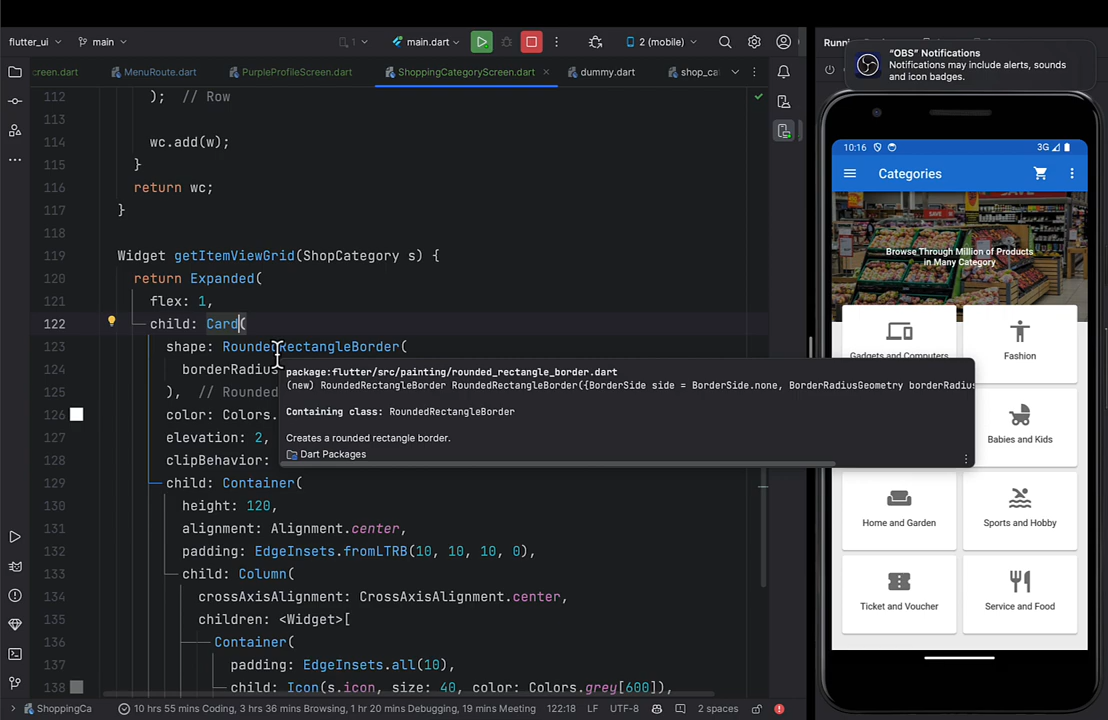 flutter_ui
main
1
main.dart
2 (mobile)
Runnin
creen.dart
MenuRoute.dart
PurpleProfileScreen.dart
ShoppingCategoryScreen.dart
dummy.dart
shop_ca
“OBS” Notifications
Notifications may include alerts, sounds
and icon badges.
112 ); // Row
113
114 wc.add(w);
115 }
116 return wc;
117 }
118
119 Widget getItemViewGrid(ShopCategory s) {
120 return Expanded(
121 flex: 1,
122 child: Card(
123 shape: RoundedRectangleBorder(
124 borderRadius
125 ), // Rounded
126 color: Colors.
127 elevation: 2,
128 clipBehavior:
129 child: Container(
130 height: 120,
131 alignment: Alignment.center,
132 padding: EdgeInsets.fromLTRB(10, 10, 10, 0),
133 child: Column(
134 crossAxisAlignment: CrossAxisAlignment.center,
135 children: <Widget>[
136 Container(
137 padding: EdgeInsets.all(10),
138 child: Icon(s.icon, size: 40, color: Colors.grey[600]),
package:flutter/src/painting/rounded_rectangle_border.dart
(new) RoundedRectangleBorder RoundedRectangleBorder({BorderSide side = BorderSide.none, BorderRadiusGeometry borderRadiu
Containing class: RoundedRectangleBorder
Creates a rounded rectangle border.
Dart Packages
10:16
3G
Categories
SAVE
Browse Through Million of Products
in Many Category
Gadgets and Computers
Fashion
Babies and Kids
Home and Garden
Sports and Hobby
Ticket and Voucher
Service and Food
ShoppingCa
10 hrs 55 mins Coding, 3 hrs 36 mins Browsing, 1 hr 20 mins Debugging, 19 mins Meeting
122:18
LF
UTF-8
2 spaces